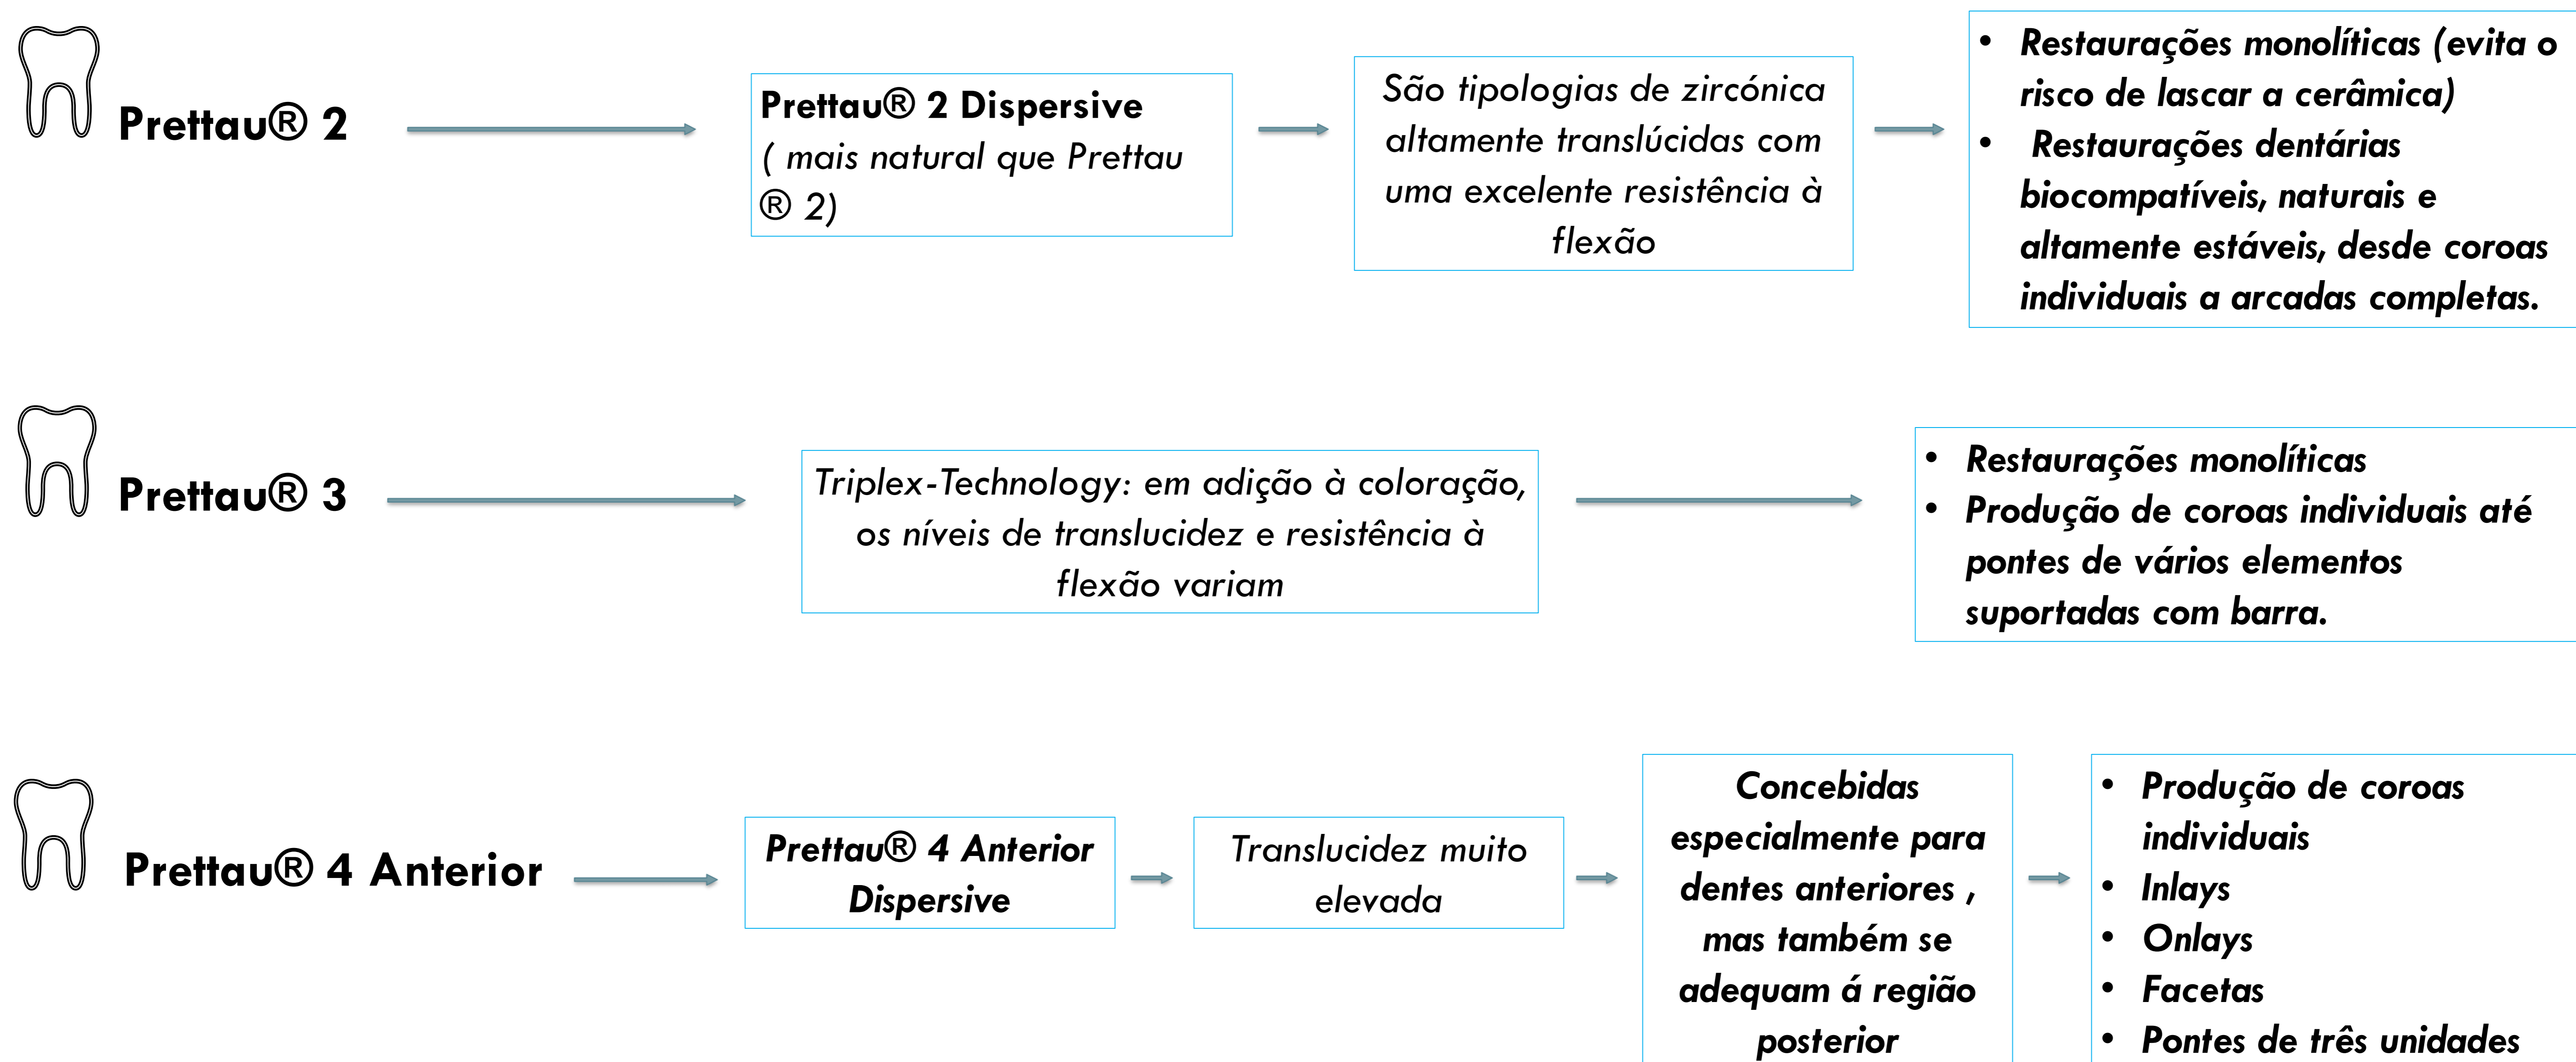 Prettau® 2
Prettau® 2 Dispersive
( mais natural que Prettau
® 2)
São tipologias de zircónica
altamente translúcidas com
uma excelente resistência à
flexão
• Restaurações monolíticas (evita o
risco de lascar a cerâmica)
• Restaurações dentárias
biocompatíveis, naturais e
altamente estáveis, desde coroas
individuais a arcadas completas.
Prettau® 3
Triplex-Technology: em adição à coloração,
os níveis de translucidez e resistência à
flexão variam
• Restaurações monolíticas
• Produção de coroas individuais até
pontes de vários elementos
suportadas com barra.
Prettau® 4 Anterior
Prettau® 4 Anterior
Dispersive
Translucidez muito
elevada
Concebidas
especialmente para
dentes anteriores ,
mas também se
adequam á região
posterior
• Produção de coroas
individuais
• Inlays
• Onlays
• Facetas
• Pontes de três unidades